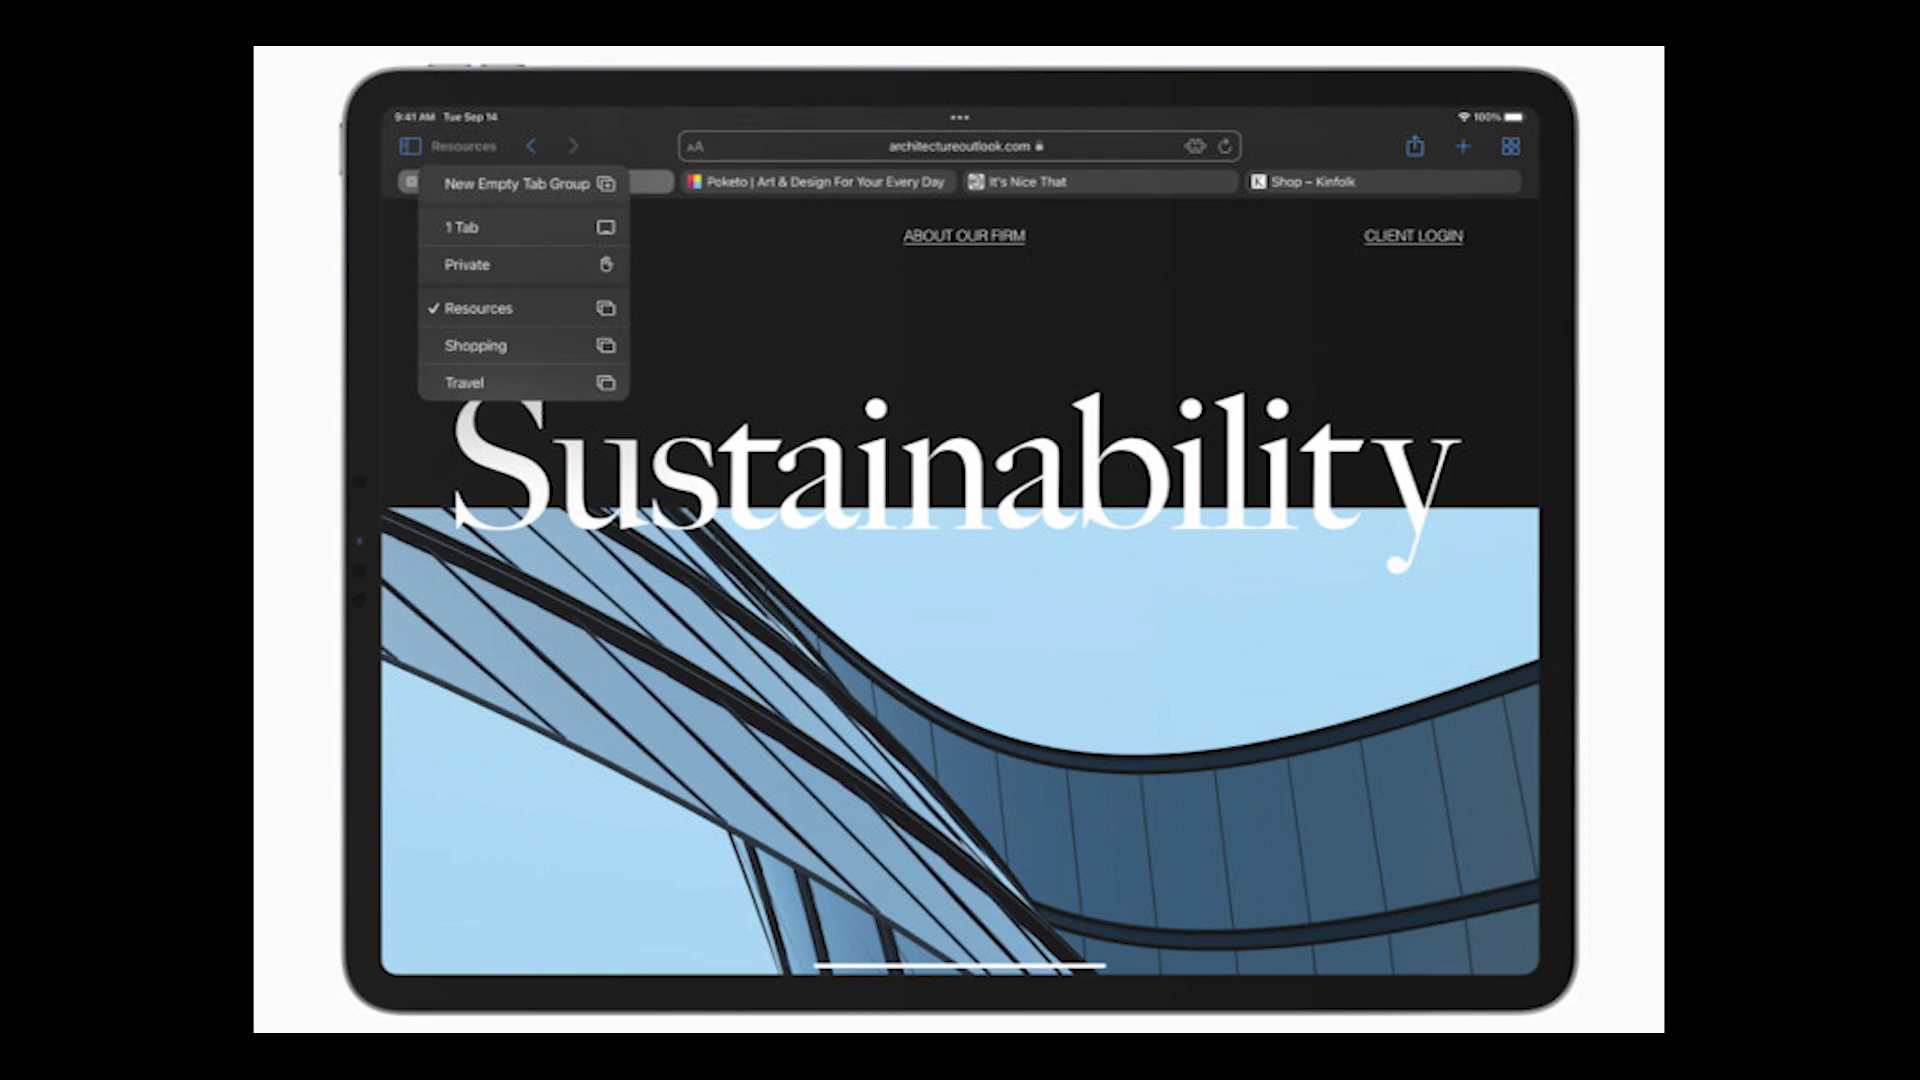 9:41 AM Tue Sep 14
100%
Resources
AA
architectureoutlook.com
New Empty Tab Group
Poketo | Art & Design For Your Every Day
It's Nice That
K Shop – Kinfolk
1 Tab
ABOUT OUR FIRM
CLIENT LOGIN
Private
Resources
Shopping
Travel
Sustainability